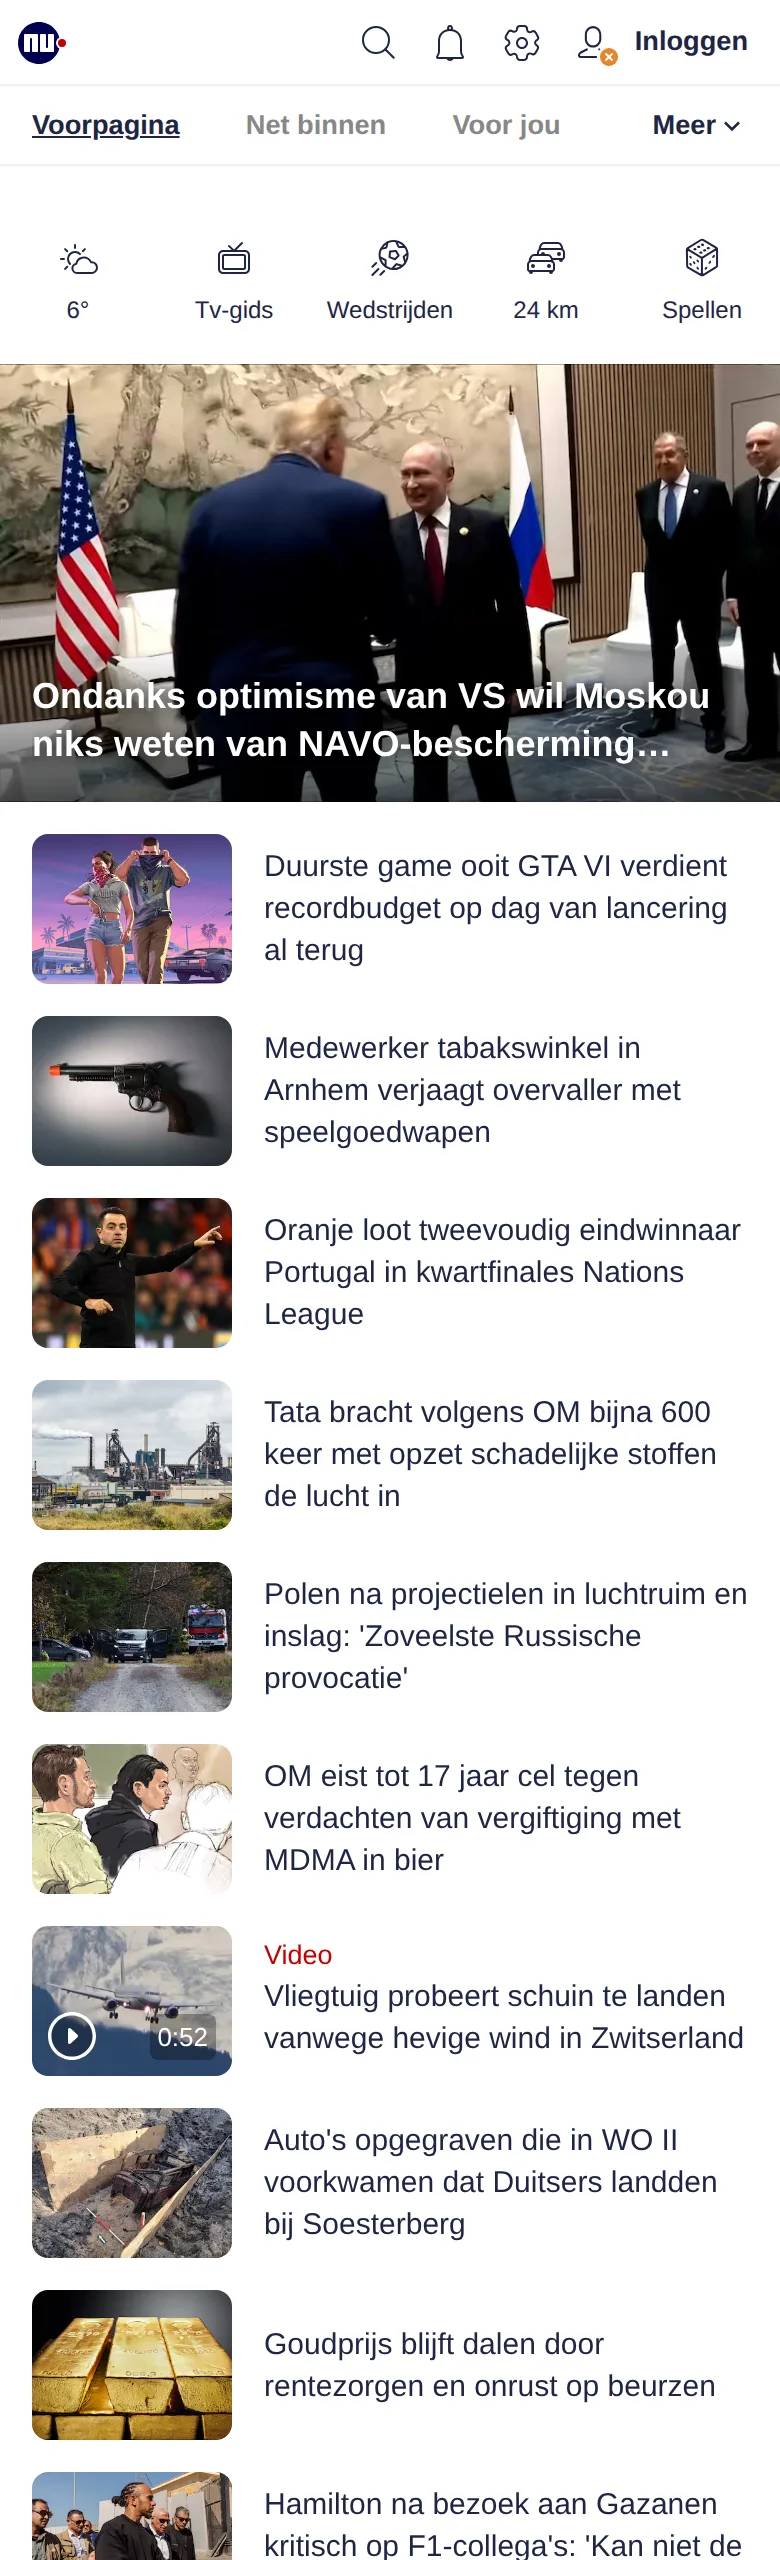 nu
Inloggen
Voorpagina
Net binnen
Voor jou
Meer
6°
Tv-gids
Wedstrijden
24 km
Spellen
Ondanks optimisme van VS wil Moskou
niks weten van NAVO-bescherming...
Duurste game ooit GTA VI verdient
recordbudget op dag van lancering
al terug
Medewerker tabakswinkel in
Arnhem verjaagt overvaller met
speelgoedwapen
Oranje loot tweevoudig eindwinnaar
Portugal in kwartfinales Nations
League
Tata bracht volgens OM bijna 600
keer met opzet schadelijke stoffen
de lucht in
Polen na projectielen in luchtruim en
inslag: 'Zoveelste Russische
provocatie'
OM eist tot 17 jaar cel tegen
verdachten van vergiftiging met
MDMA in bier
0:52
Video
Vliegtuig probeert schuin te landen
vanwege hevige wind in Zwitserland
Auto's opgegraven die in WO II
voorkwamen dat Duitsers landden
bij Soesterberg
Goudprijs blijft dalen door
rentezorgen en onrust op beurzen
Hamilton na bezoek aan Gazanen
kritisch op F1-collega's: 'Kan niet de